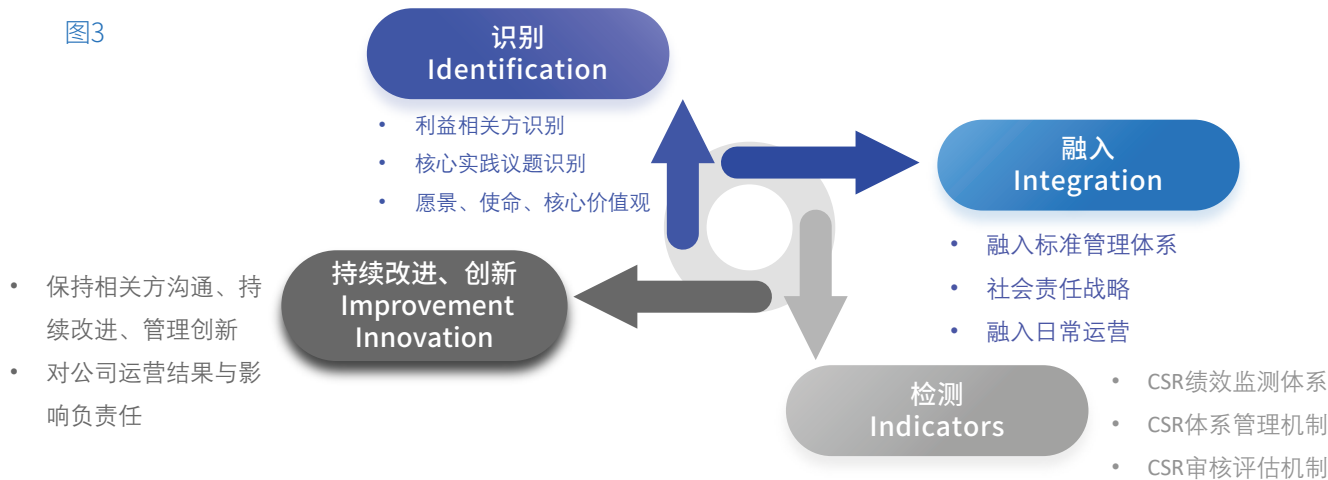 图3
识别
Identification
• 利益相关方识别
• 核心实践议题识别
• 愿景、使命、核心价值观
融入
Integration
• 融入标准管理体系
• 社会责任战略
• 融入日常运营
检测
Indicators
• CSR绩效监测体系
• CSR体系管理机制
• CSR审核评估机制
持续改进、创新
Improvement
Innovation
• 保持相关方沟通、持
续改进、管理创新
• 对公司运营结果与影
响负责任